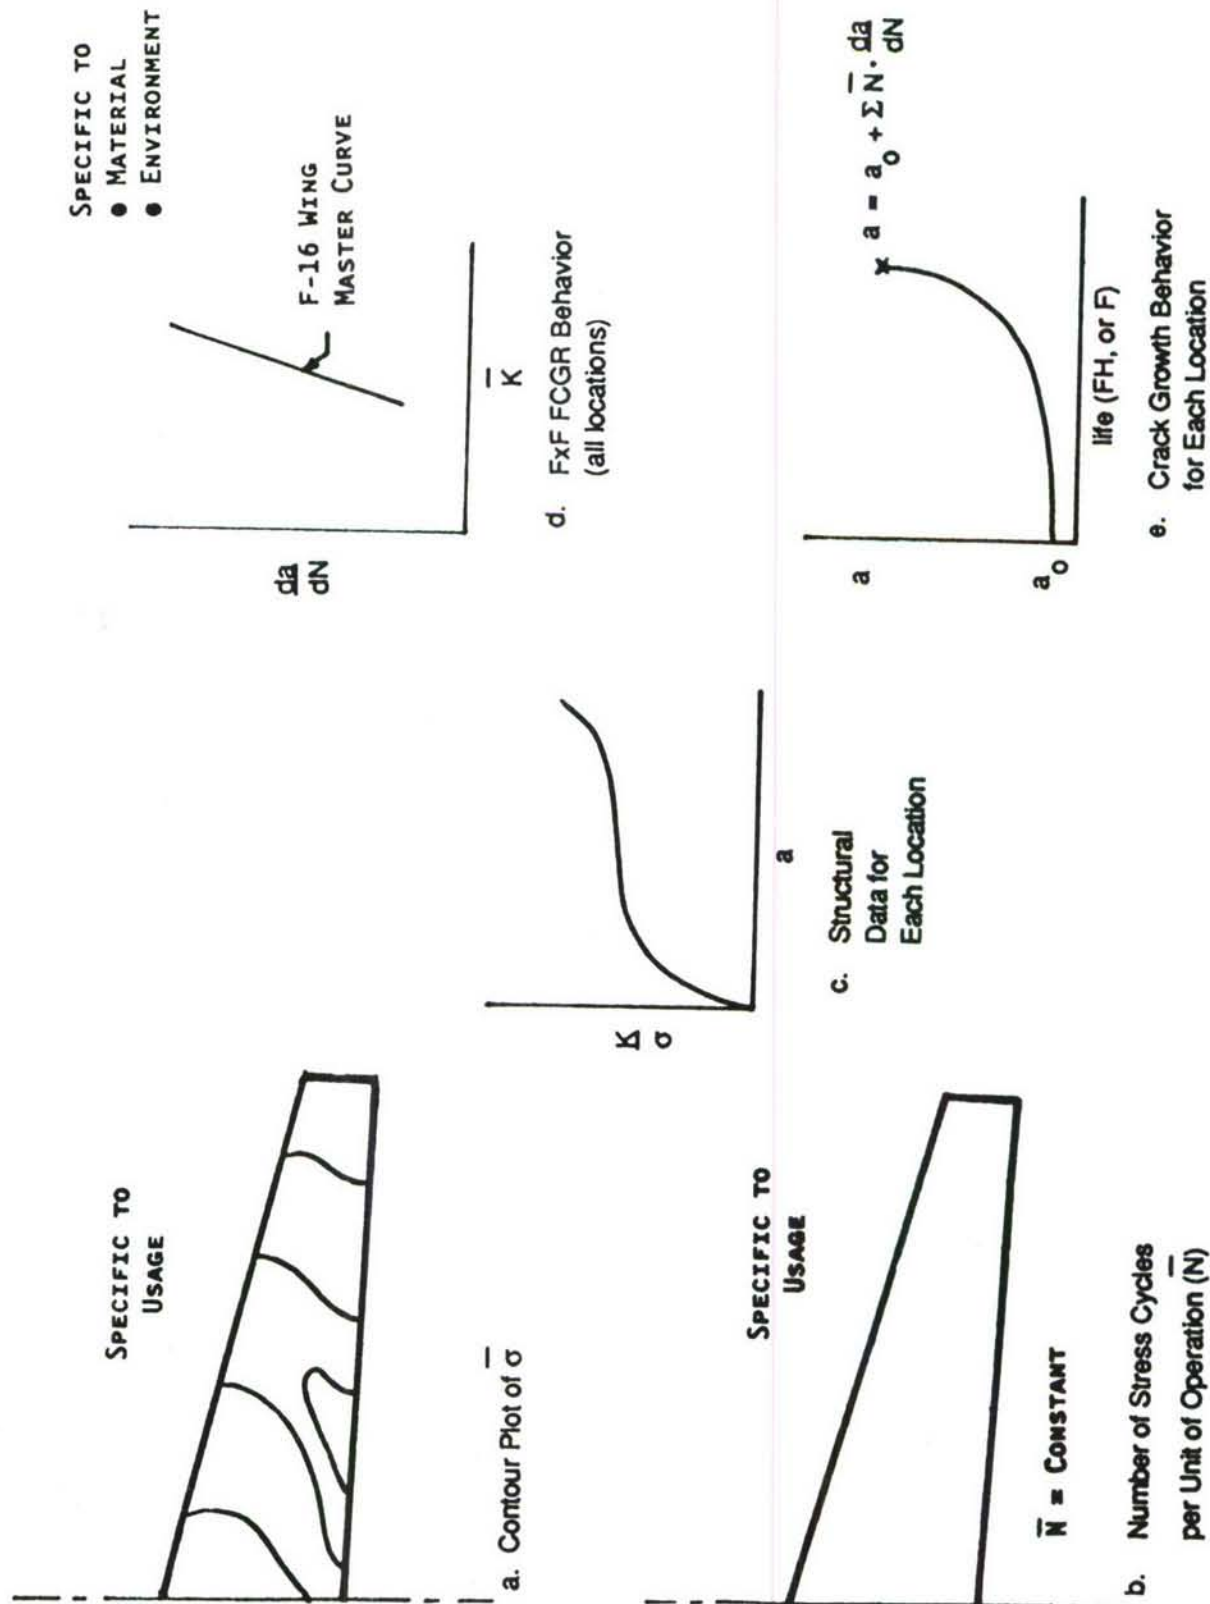 SPECIFIC TO
USAGE
a. Contour Plot of σ̅
SPECIFIC TO
USAGE
N̅ = CONSTANT
b. Number of Stress Cycles
per Unit of Operation (N̅)
K
σ
a
c. Structural
Data for
Each Location
SPECIFIC TO
● MATERIAL
● ENVIRONMENT
da
dN
F-16 WING
MASTER CURVE
K̅
d. FxF FCGR Behavior
(all locations)
a
a₀
a = a₀ + Σ N̅ · da
dN
life (FH, or F)
e. Crack Growth Behavior
for Each Location